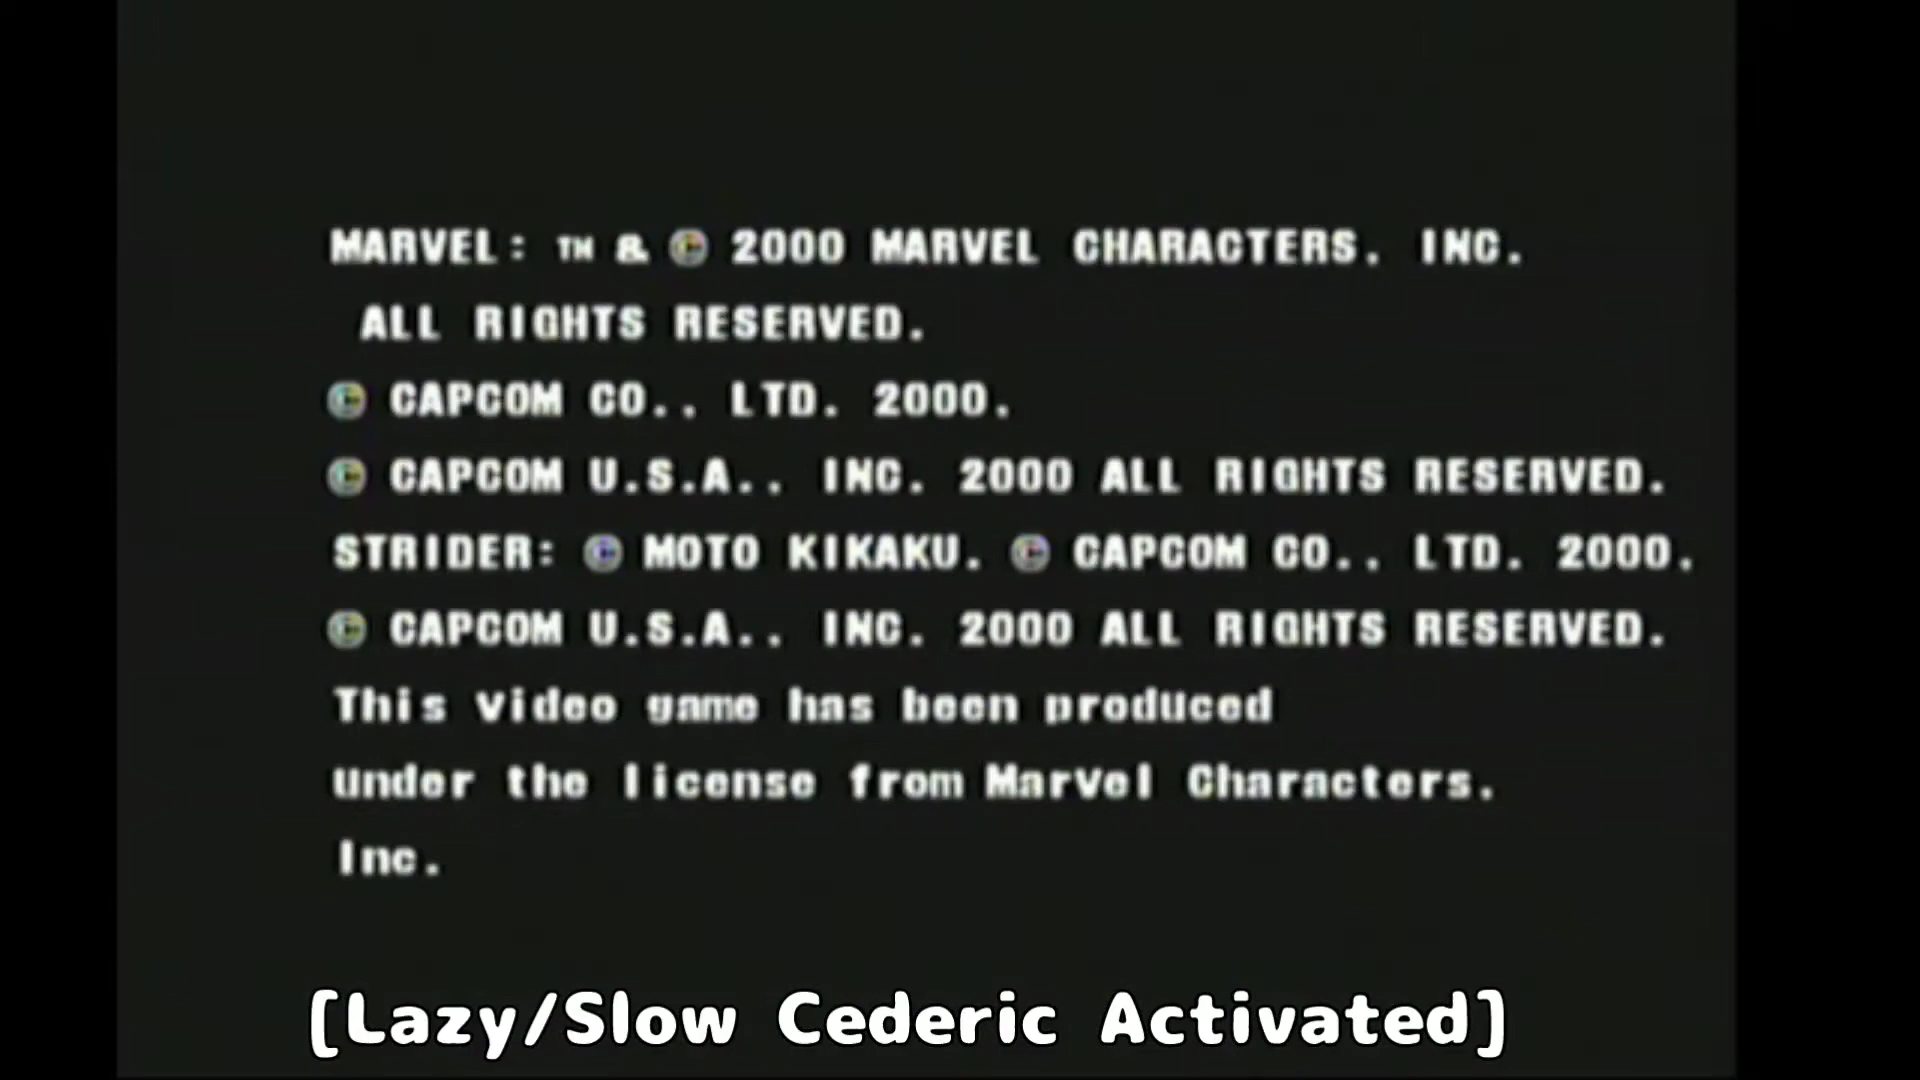 MARVEL: TM & © 2000 MARVEL CHARACTERS. INC.
ALL RIGHTS RESERVED.
© CAPCOM CO.. LTD. 2000.
© CAPCOM U.S.A.. INC. 2000 ALL RIGHTS RESERVED.
STRIDER: © MOTO KIKAKU. © CAPCOM CO.. LTD. 2000.
© CAPCOM U.S.A.. INC. 2000 ALL RIGHTS RESERVED.
This video game has been produced
under the license from Marvel Characters.
Inc.
[Lazy/Slow Cederic Activated]